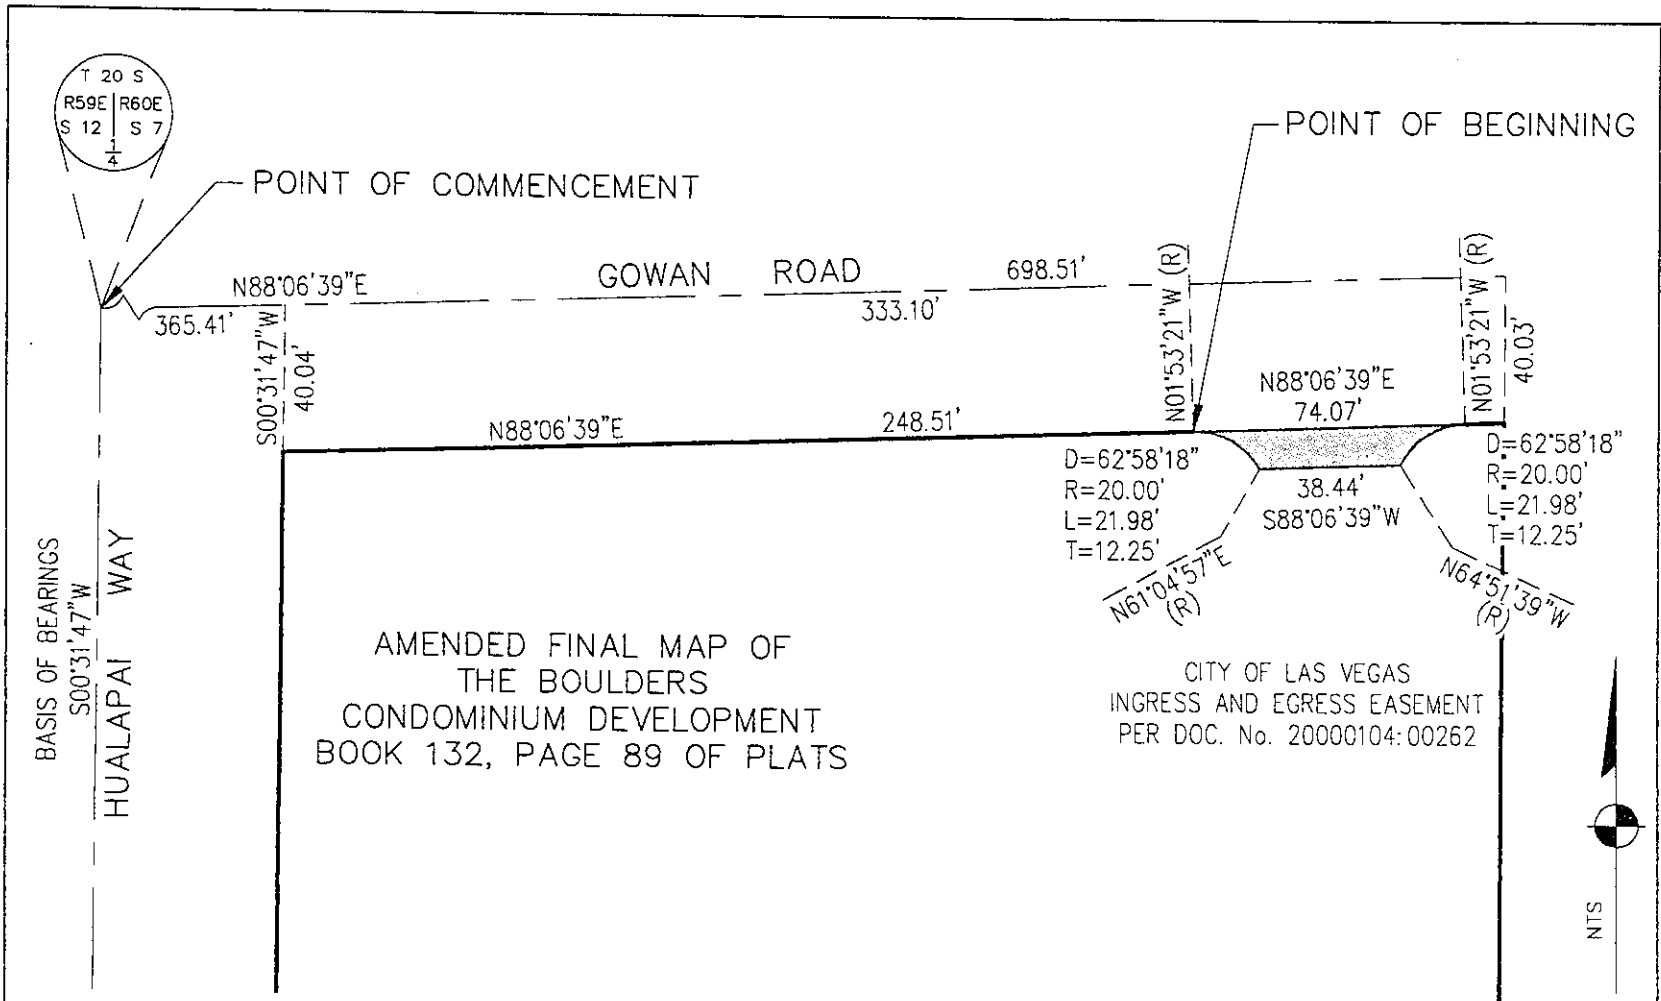 T 20 S
R59E R60E
S 12 S 7
1/4
POINT OF COMMENCEMENT
POINT OF BEGINNING
N88°06'39"E
GOWAN ROAD
698.51'
365.41'
333.10'
S00°31'47"W
40.04'
N01°53'21"W (R)
N01°53'21"W (R)
40.03'
N88°06'39"E
74.07'
N88°06'39"E
248.51'
D=62°58'18"
R=20.00'
L=21.98'
T=12.25'
38.44'
S88°06'39"W
D=62°58'18"
R=20.00'
L=21.98'
T=12.25'
N61°04'57"E
(R)
N64°51'39"W
(R)
BASIS OF BEARINGS
S00°31'47"W
HUALAPAI WAY
AMENDED FINAL MAP OF
THE BOULDERS
CONDOMINIUM DEVELOPMENT
BOOK 132, PAGE 89 OF PLATS
CITY OF LAS VEGAS
INGRESS AND EGRESS EASEMENT
PER DOC. No. 20000104:00262
NTS